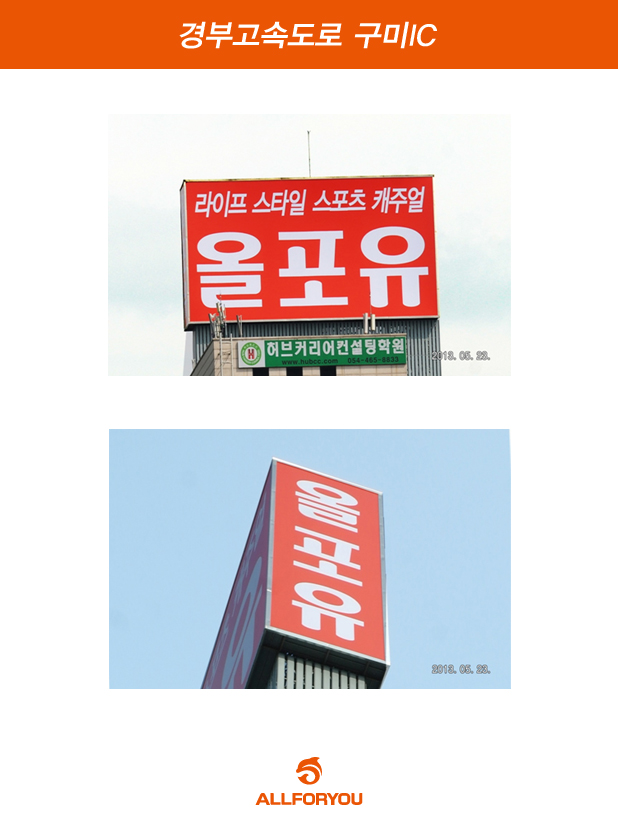 경부고속도로 구미IC
라이프 스타일 스포츠 캐주얼
올포유
허브커리어컨설팅학원
www.hubcc.com 054-465-8833
2013. 05. 23.
올포유
2013. 05. 23.
ALLFORYOU